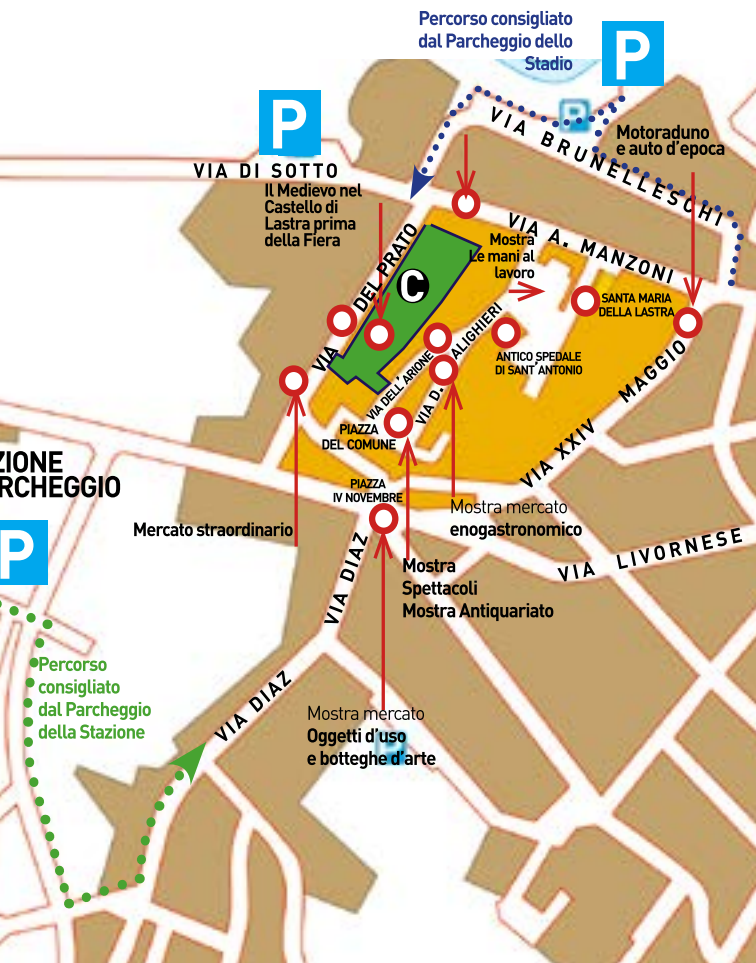 Percorso consigliato
dal Parcheggio dello
Stadio
P
P
P
VIA BRUNELLESCHI
Motoraduno
e auto d'epoca
VIA DI SOTTO
Il Medievo nel
Castello di
Lastra prima
della Fiera
VIA A. MANZONI
Mostra
Le mani al
lavoro
VIA DEL PRATO
C
SANTA MARIA
DELLA LASTRA
ANTICO SPEDALE
DI SANT'ANTONIO
VIA DELL'ARIONE
VIA D. ALIGHIERI
VIA XXIV MAGGIO
PIAZZA
DEL COMUNE
ZIONE
RCHEGGIO
PIAZZA
IV NOVEMBRE
Mostra mercato
enogastronomico
Mercato straordinario
P
VIA LIVORNESE
Mostra
Spettacoli
Mostra Antiquariato
VIA DIAZ
Percorso
consigliato
dal Parcheggio
della Stazione
VIA DIAZ
Mostra mercato
Oggetti d'uso
e botteghe d'arte
P